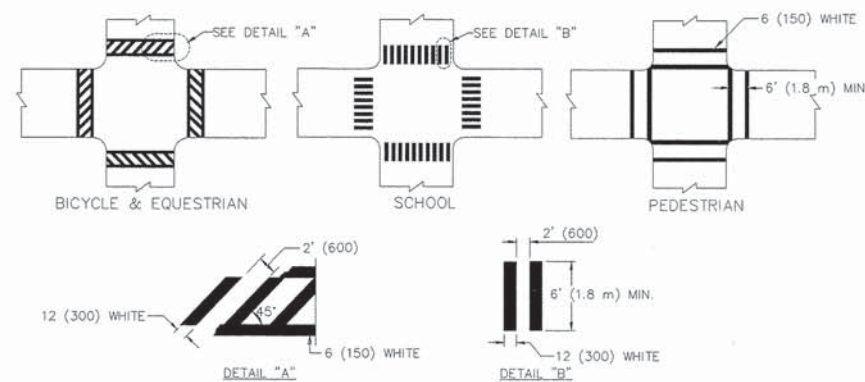 SEE DETAIL "A"
SEE DETAIL "B"
6 (150) WHITE
6' (1.8 m) MIN
BICYCLE & EQUESTRIAN
SCHOOL
PEDESTRIAN
2' (600)
12 (300) WHITE
45°
6 (150) WHITE
DETAIL "A"
2' (600)
6' (1.8 m) MIN.
12 (300) WHITE
DETAIL "B"